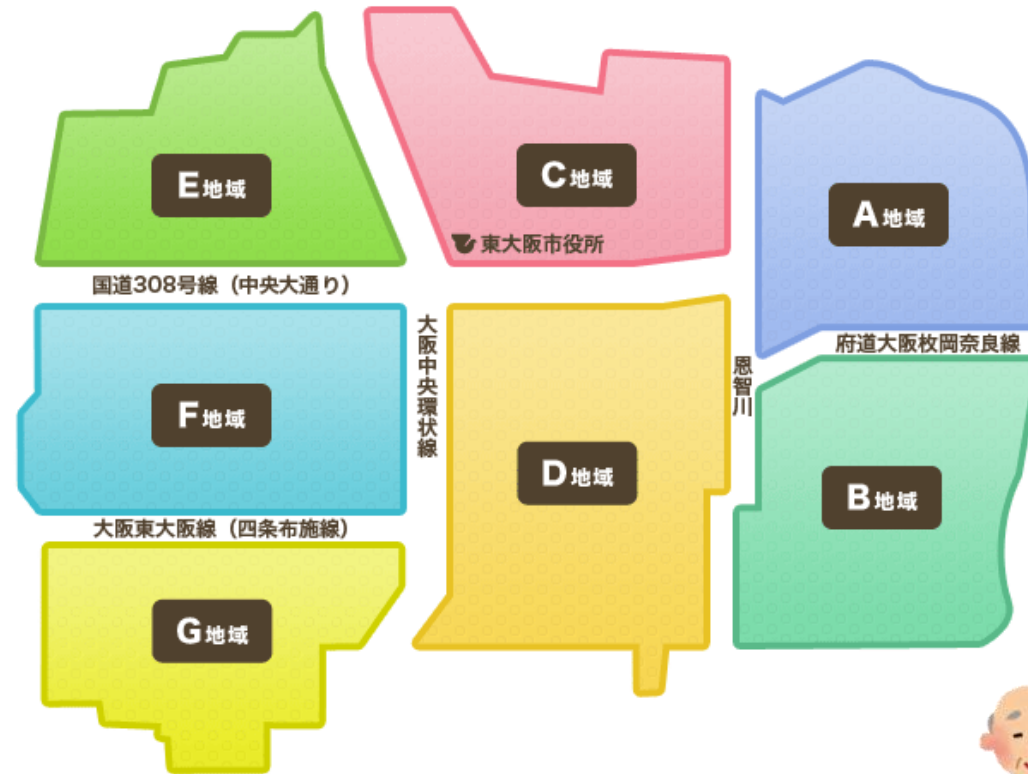 E地域
C地域
A地域
東大阪市役所
国道308号線（中央大通り）
大阪中央環状線
府道大阪枚岡奈良線
恩智川
F地域
D地域
B地域
大阪東大阪線（四条布施線）
G地域